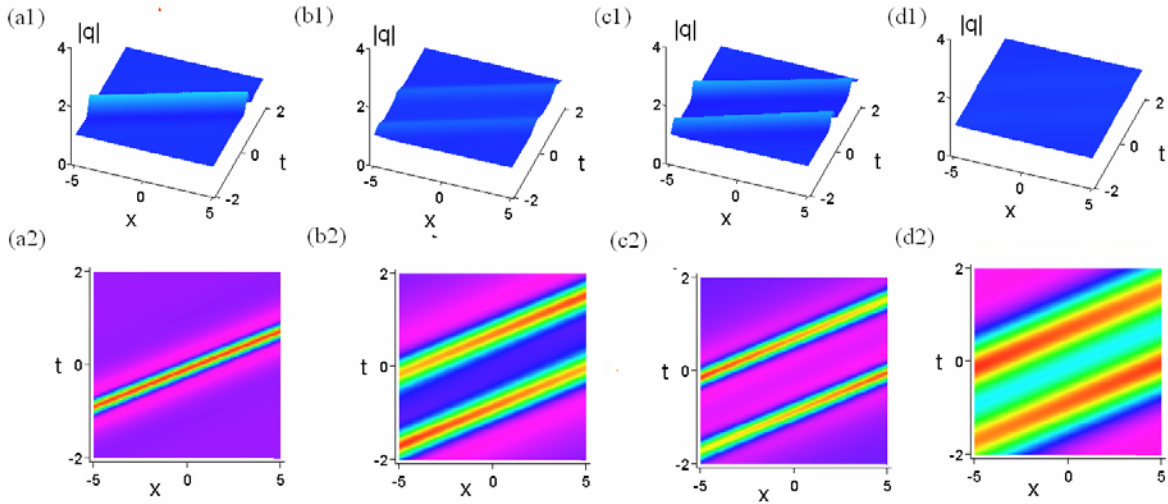 (a1) (b1) (c1) (d1)
|q| |q| |q| |q|
4 4 4 4
2 2 2 2
0 0 0 0
2 2 2 2
0 0 0 0
t t t t
-2 -2 -2 -2
-5 0 5 -5 0 5 -5 0 5 -5 0 5
x x x x
(a2) (b2) (c2) (d2)
2 2 2 2
t 0 t 0 t 0 t 0
-2 -2 -2 -2
-5 0 5 -5 0 5 -5 0 5 -5 0 5
x x x x